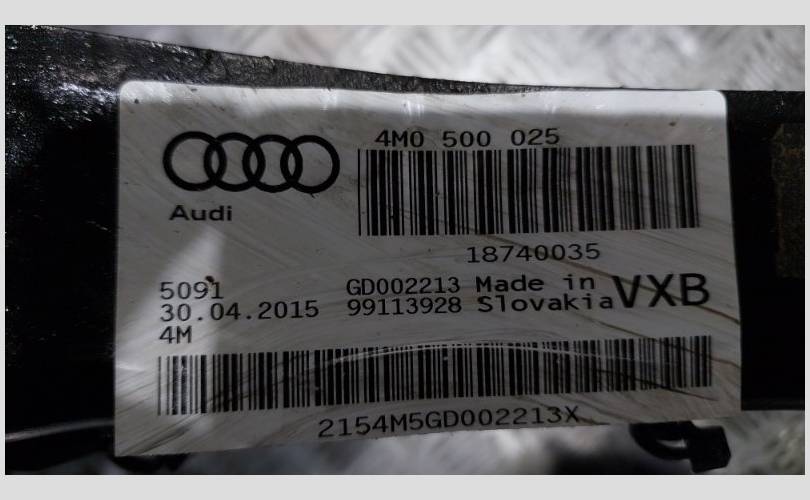 4M0 500 025
Audi
18740035
5091 GD002213 Made in
30.04.2015 99113928 Slovakia VXB
4M
2154M5GD002213X